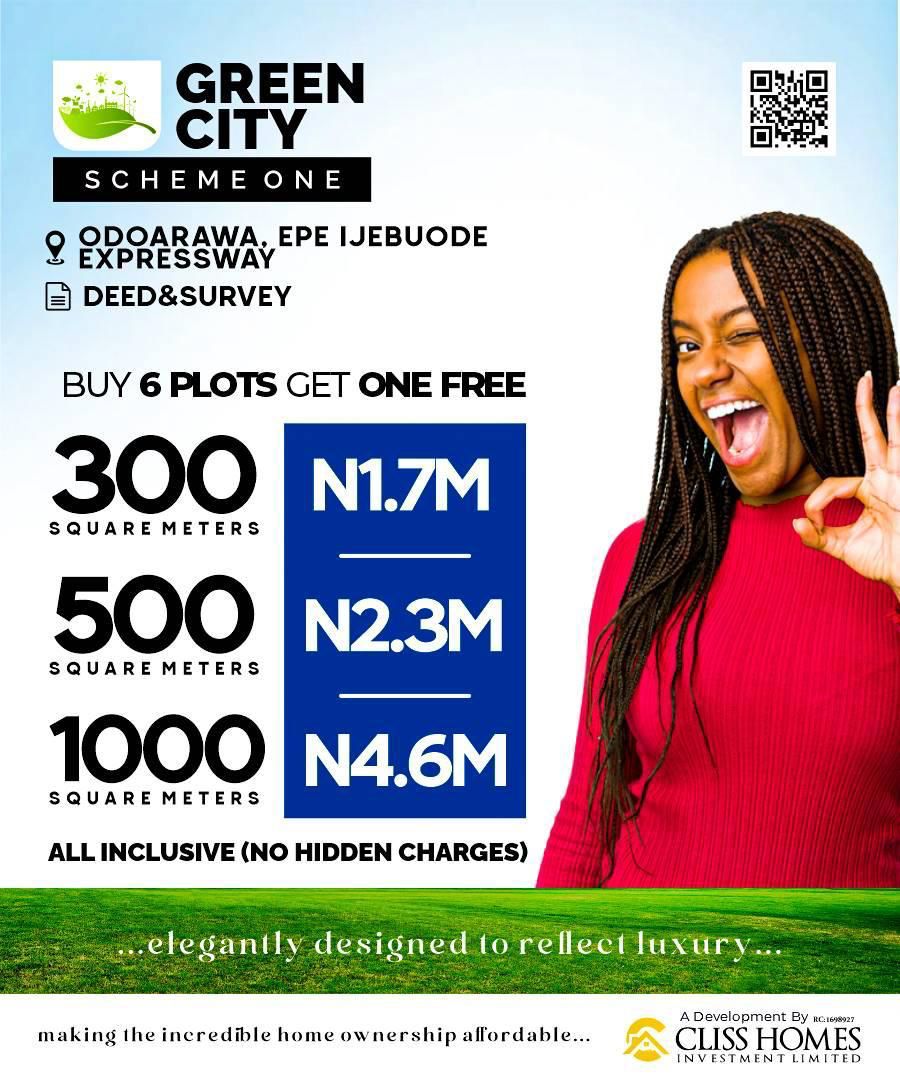 GREEN
CITY
SCHEME ONE
ODOARAWA, EPE IJEBUODE
EXPRESSWAY
DEED&SURVEY
BUY 6 PLOTS GET ONE FREE
300
SQUARE METERS
N1.7M
500
SQUARE METERS
N2.3M
1000
SQUARE METERS
N4.6M
ALL INCLUSIVE (NO HIDDEN CHARGES)
...elegantly designed to reflect luxury...
making the incredible home ownership affordable...
A Development By RC:1698927
CLISS HOMES
INVESTMENT LIMITED